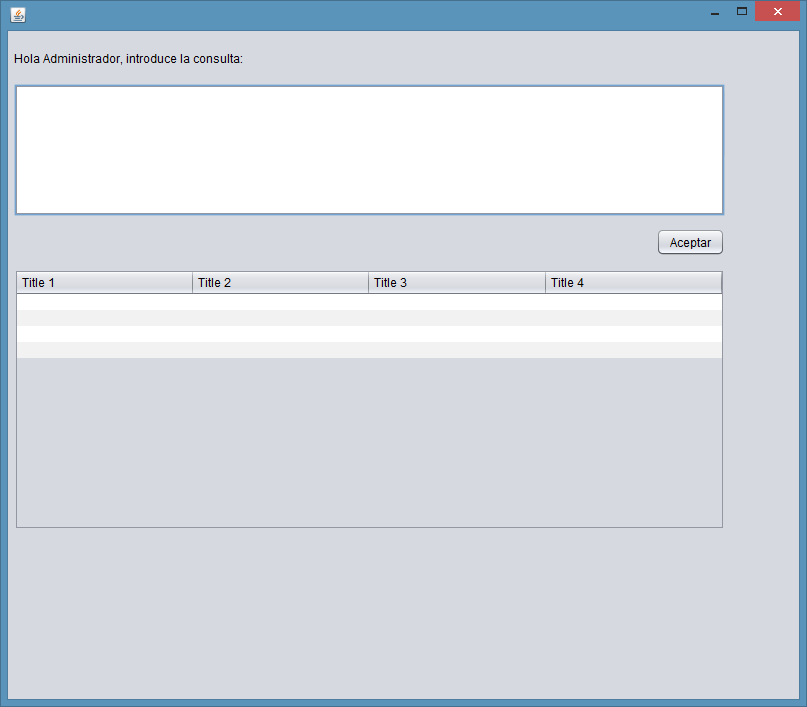 Hola Administrador, introduce la consulta:
Aceptar
Title 1 Title 2 Title 3 Title 4